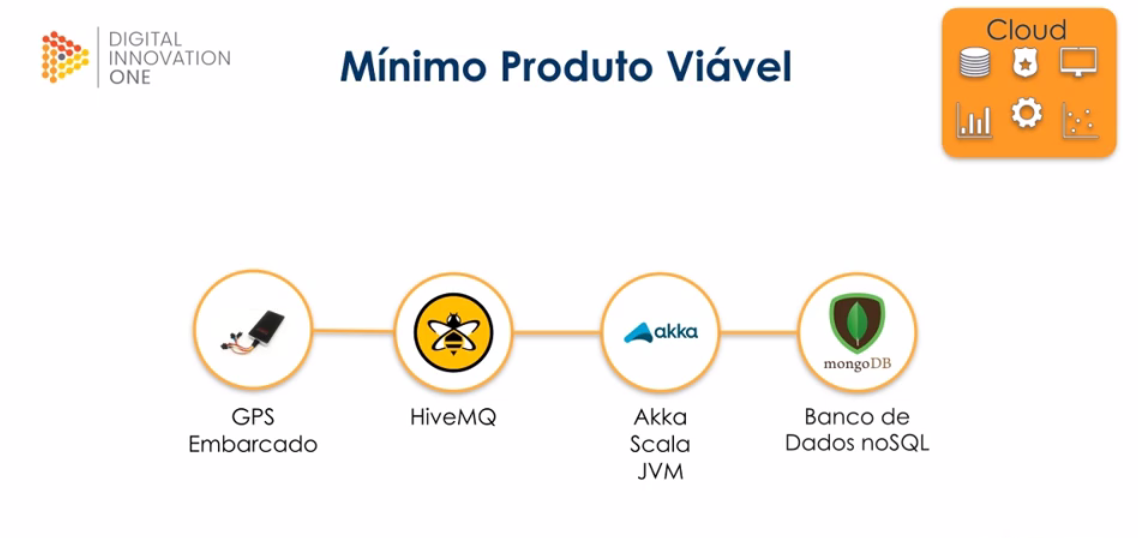 DIGITAL
INNOVATION
ONE
Mínimo Produto Viável
Cloud
akka
mongoDB
GPS
Embarcado
HiveMQ
Akka
Scala
JVM
Banco de
Dados noSQL